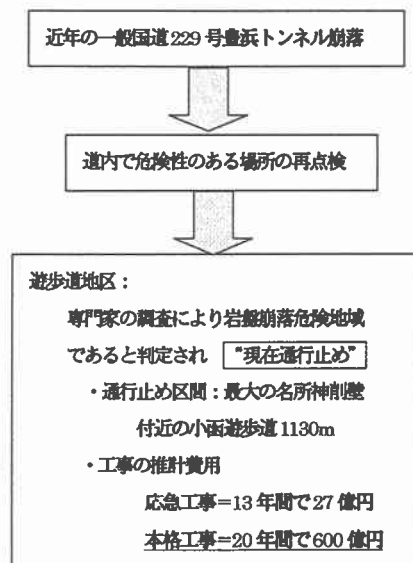 近年の一般国道229号豊浜トンネル崩落
道内で危険性のある場所の再点検
遊歩道地区：
専門家の調査により岩盤崩落危険地域
であると判定され “現在通行止め”
・通行止め区間：最大の名所神削壁
付近の小函遊歩道1130m
・工事の推計費用
応急工事＝13年間で27億円
本格工事＝20年間で600億円